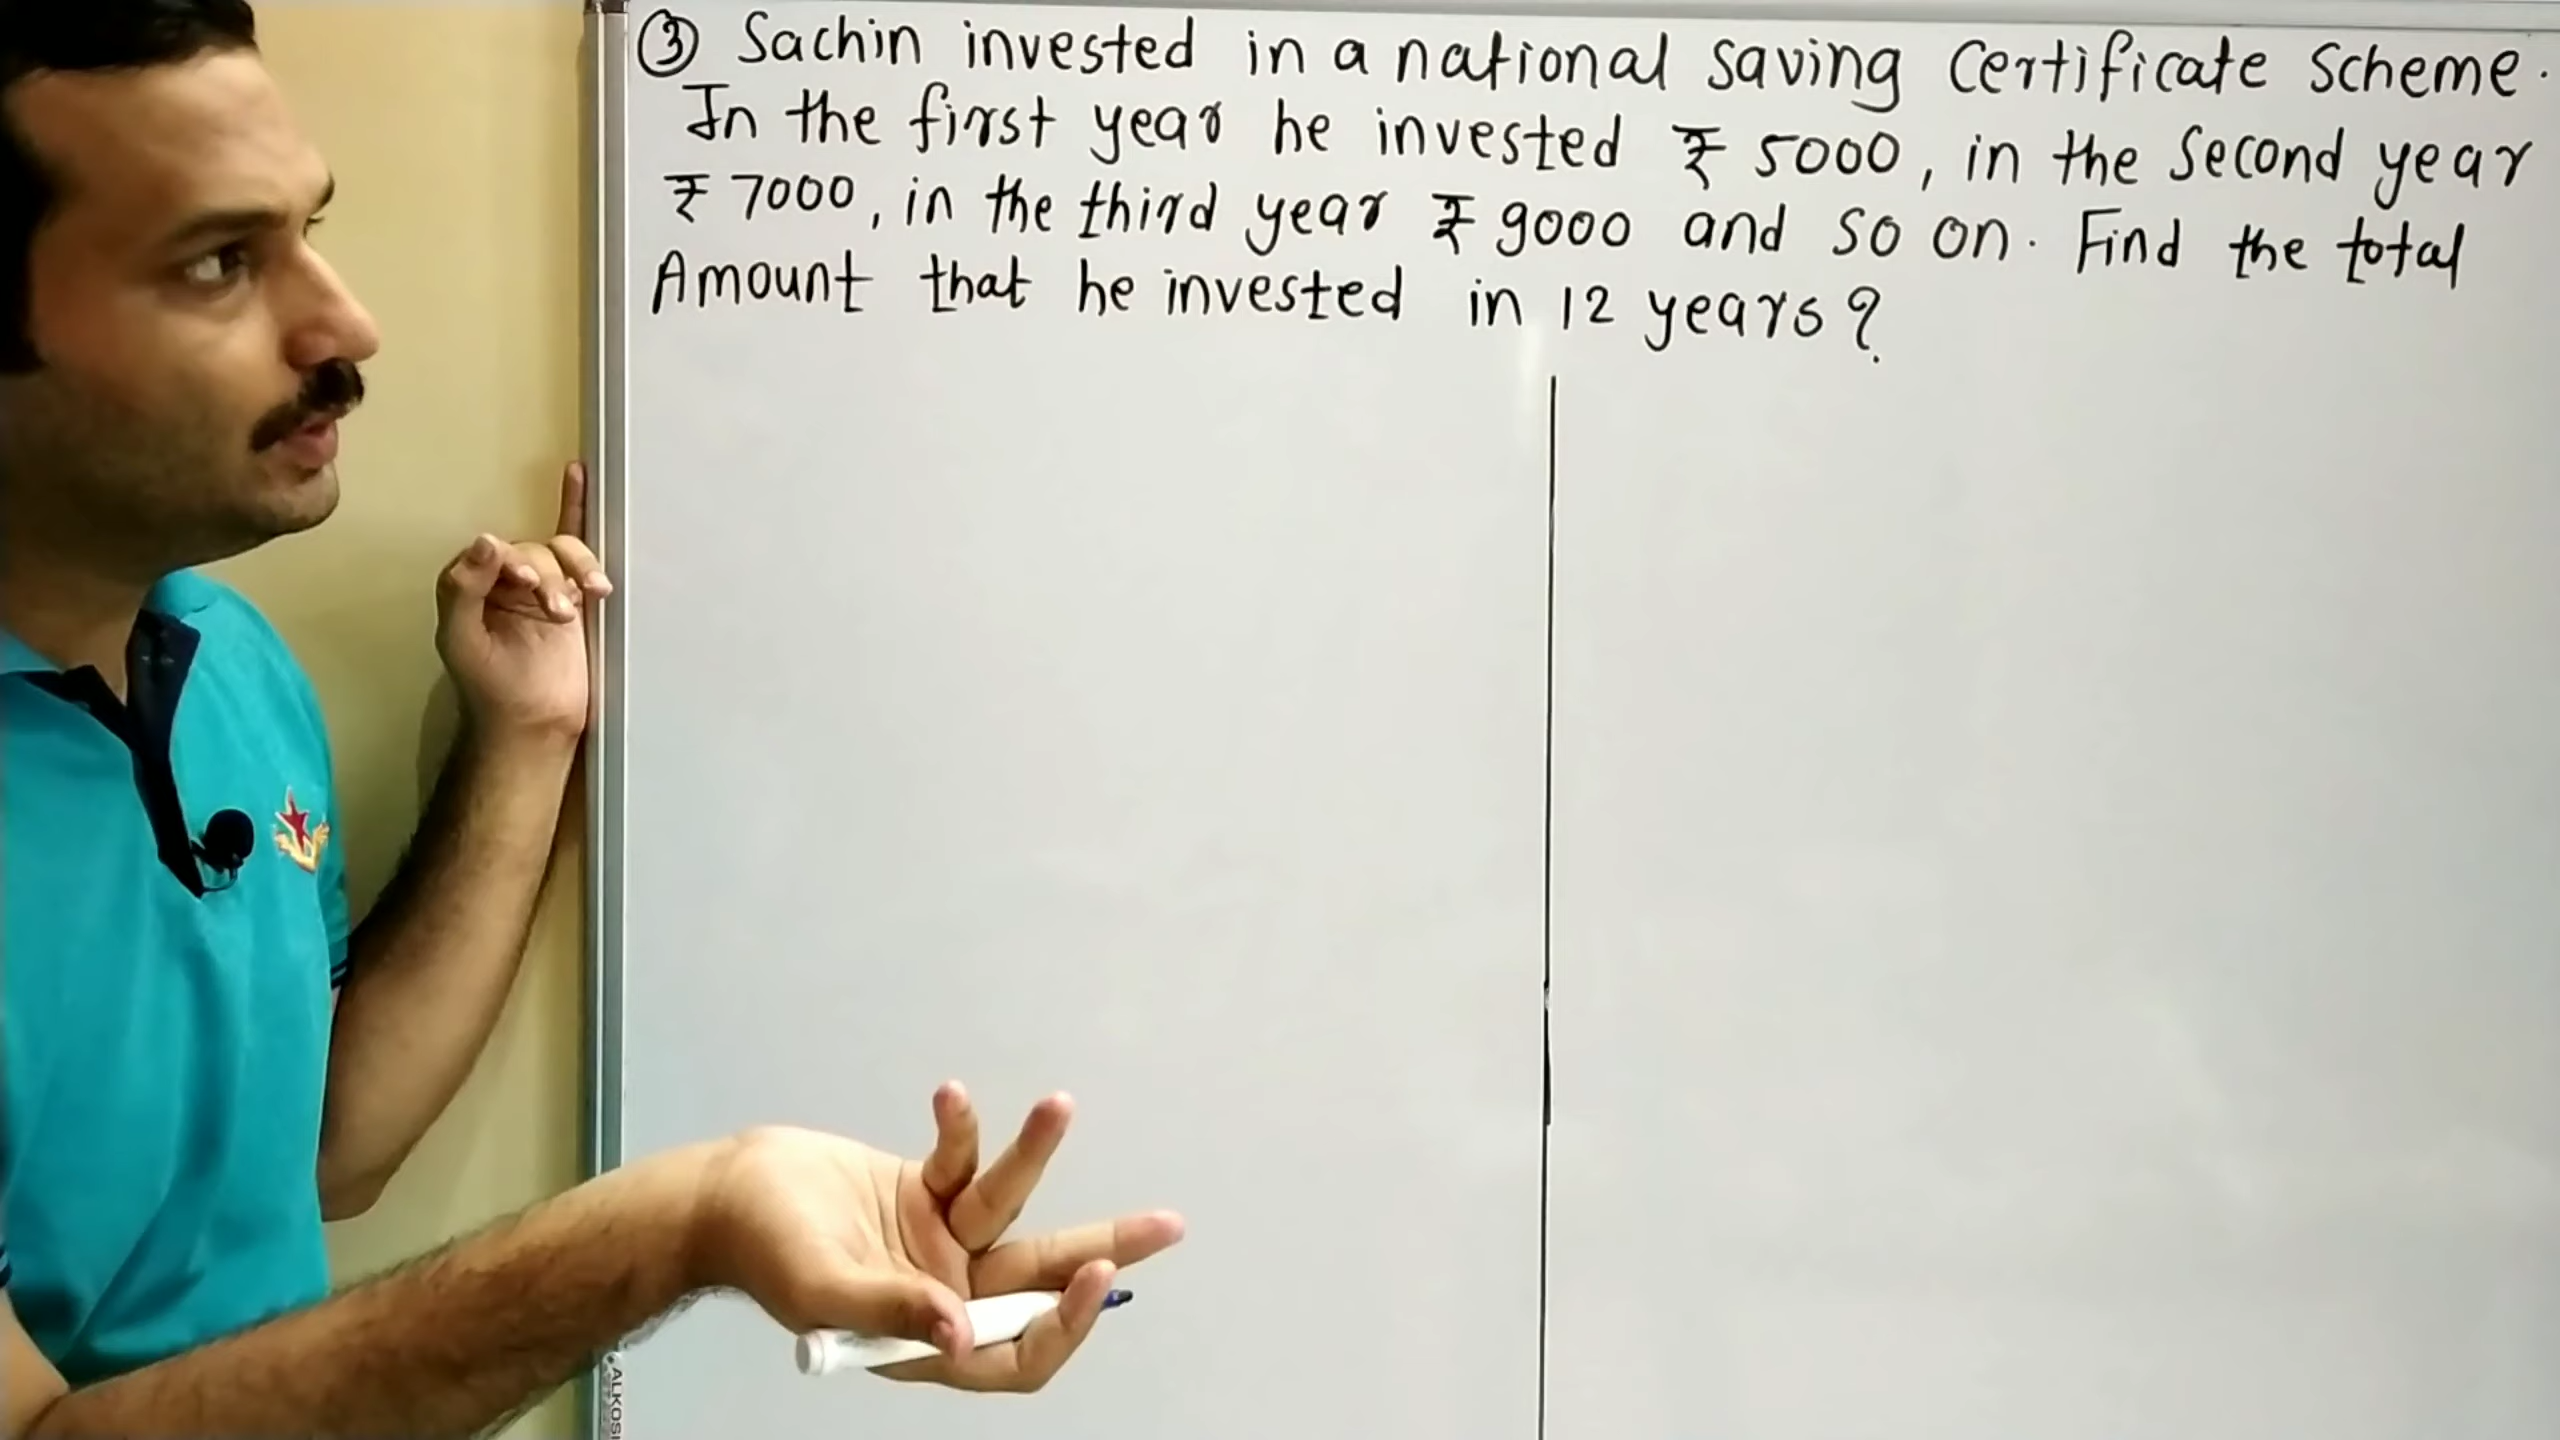 ③ Sachin invested in a national saving Certificate Scheme.
In the first year he invested ₹ 5000, in the Second year
₹ 7000, in the third year ₹ 9000 and so on. Find the total
Amount that he invested in 12 years?